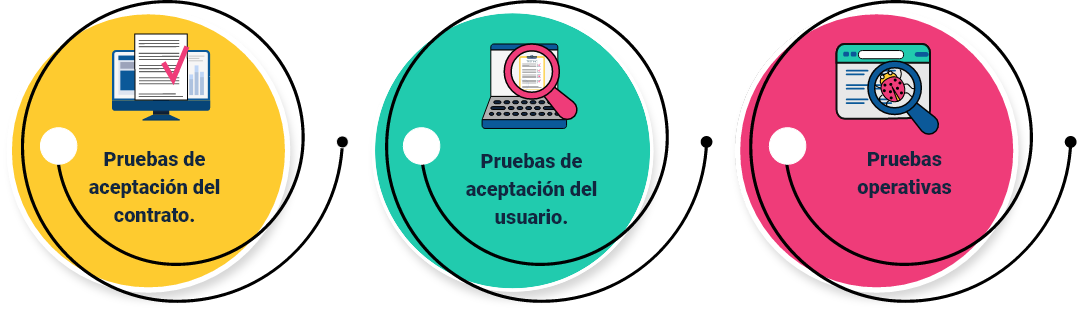 Pruebas de
aceptación del
contrato.
Pruebas de
aceptación del
usuario.
Pruebas
operativas